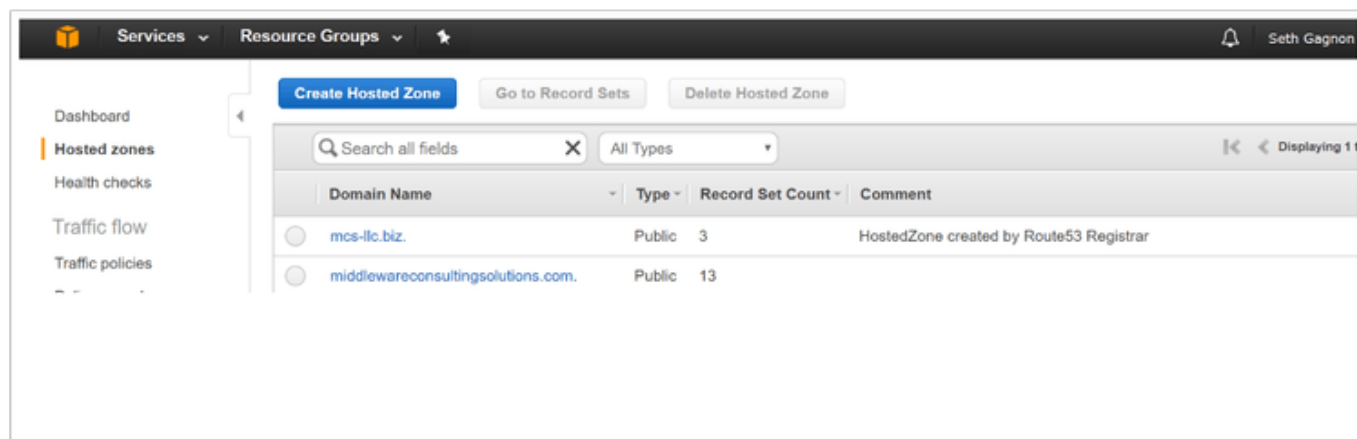 Services Resource Groups Seth Gagnon
Create Hosted Zone Go to Record Sets Delete Hosted Zone
Dashboard
Hosted zones
Health checks
Traffic flow
Traffic policies
Search all fields All Types Displaying 1 t
Domain Name Type Record Set Count Comment
mcs-llc.biz. Public 3 HostedZone created by Route53 Registrar
middlewareconsultingsolutions.com. Public 13